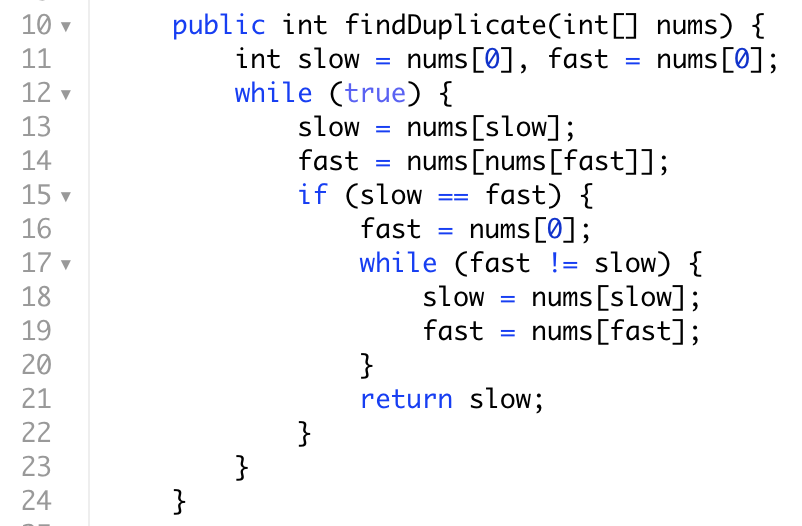 10 ▼ public int findDuplicate(int[] nums) {
11 int slow = nums[0], fast = nums[0];
12 ▼ while (true) {
13 slow = nums[slow];
14 fast = nums[nums[fast]];
15 ▼ if (slow == fast) {
16 fast = nums[0];
17 ▼ while (fast != slow) {
18 slow = nums[slow];
19 fast = nums[fast];
20 }
21 return slow;
22 }
23 }
24 }